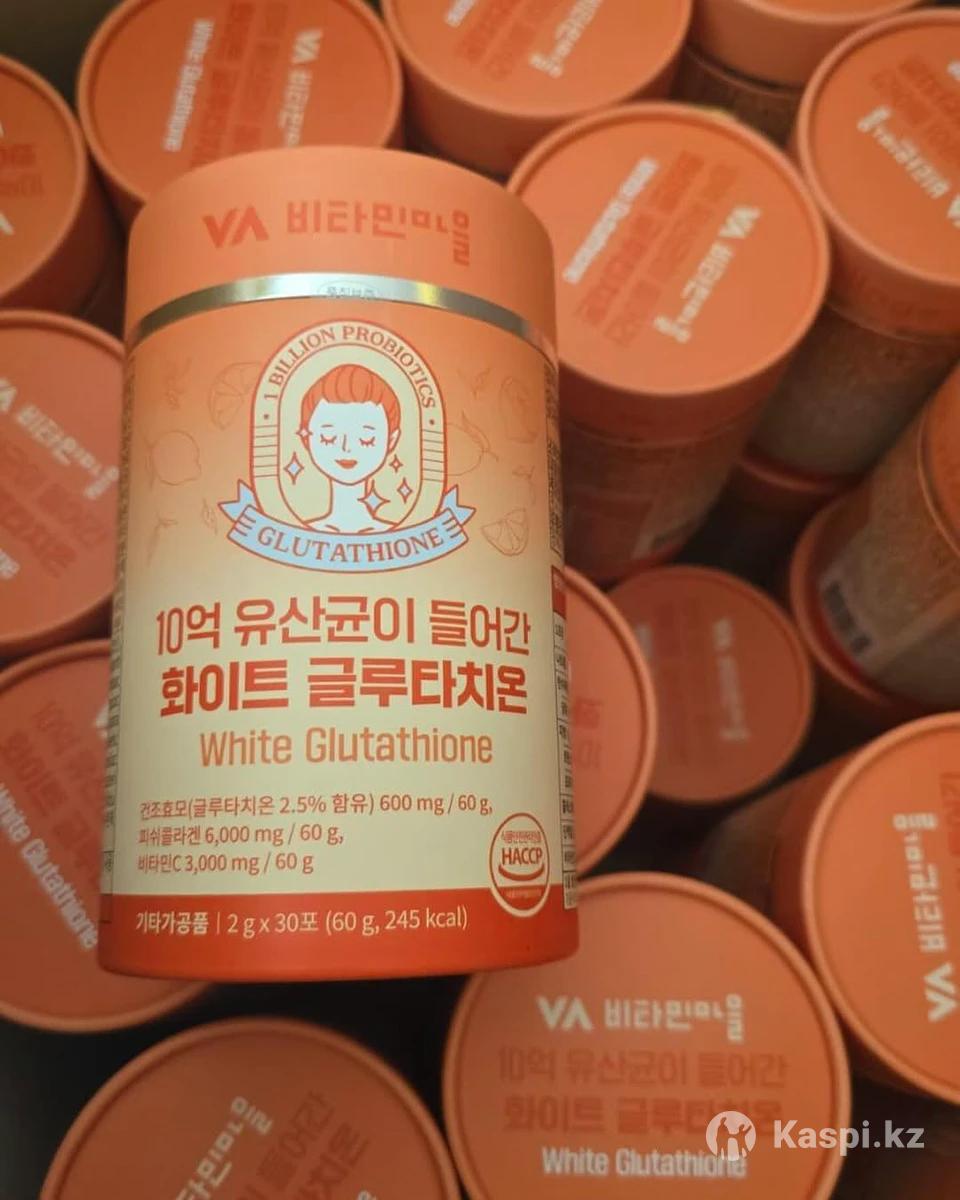 VA 비타민마을
1 BILLION PROBIOTICS
GLUTATHIONE
10억 유산균이 들어간
화이트 글루타치온
White Glutathione
건조효모(글루타치온 2.5% 함유) 600 mg / 60 g,
피쉬콜라겐 6,000 mg / 60 g,
비타민C 3,000 mg / 60 g
HACCP
기타가공품 | 2 g x 30포 (60 g, 245 kcal)
VA 비타민마을
10억 유산균이 들어간
화이트 글루타치온
White Glutathione
Kaspi.kz